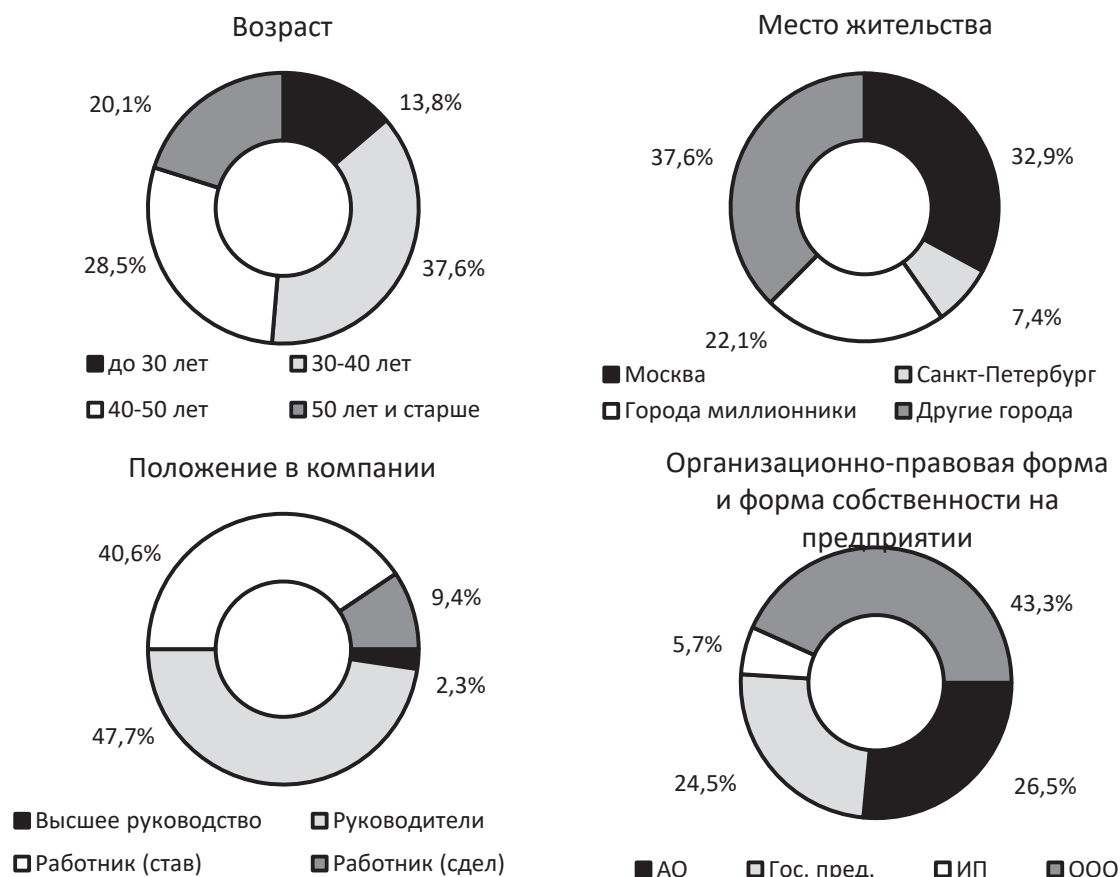 Возраст
20,1%
13,8%
28,5%
37,6%
до 30 лет
30-40 лет
40-50 лет
50 лет и старше
Место жительства
37,6%
32,9%
22,1%
7,4%
Москва
Санкт-Петербург
Города миллионники
Другие города
Положение в компании
40,6%
9,4%
2,3%
47,7%
Высшее руководство
Руководители
Работник (став)
Работник (сдел)
Организационно-правовая форма
и форма собственности на
предприятии
43,3%
5,7%
24,5%
26,5%
АО
Гос. пред.
ИП
ООО